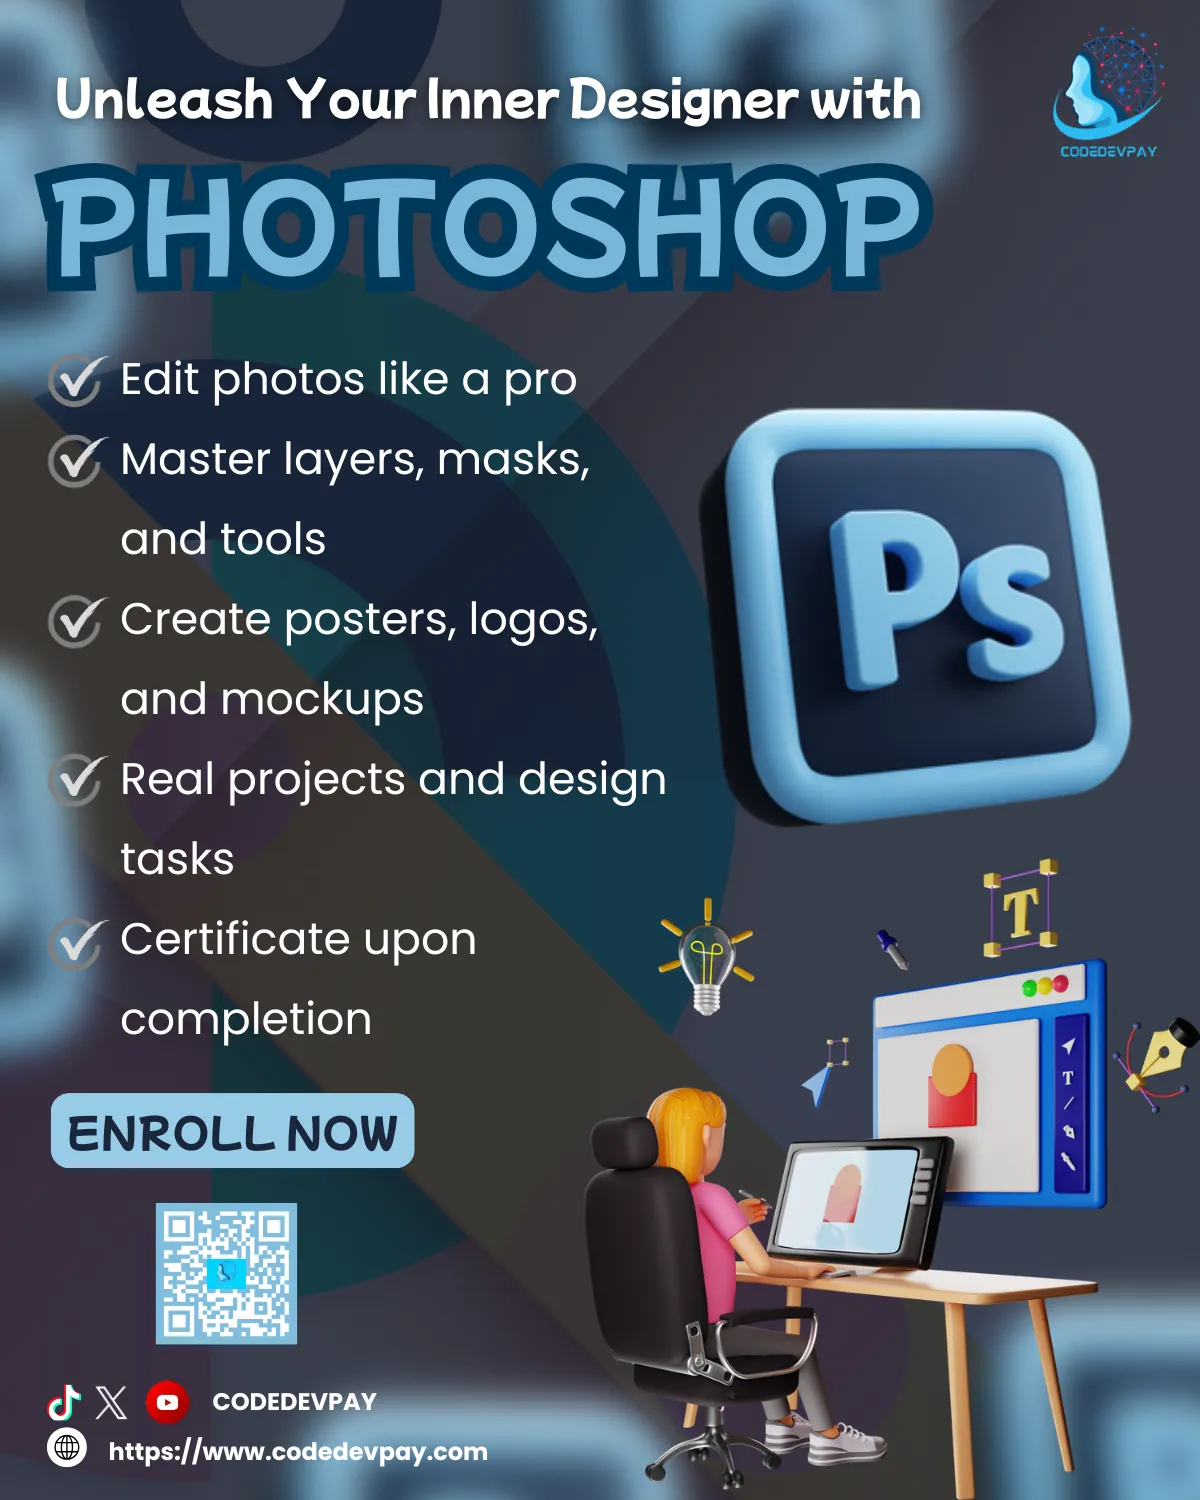 Unleash Your Inner Designer with
CODEDEVPAY
PHOTOSHOP
Edit photos like a pro
Master layers, masks,
and tools
Create posters, logos,
and mockups
Real projects and design
tasks
Certificate upon
completion
Ps
T
T
ENROLL NOW
CODEDEVPAY
https://www.codedevpay.com